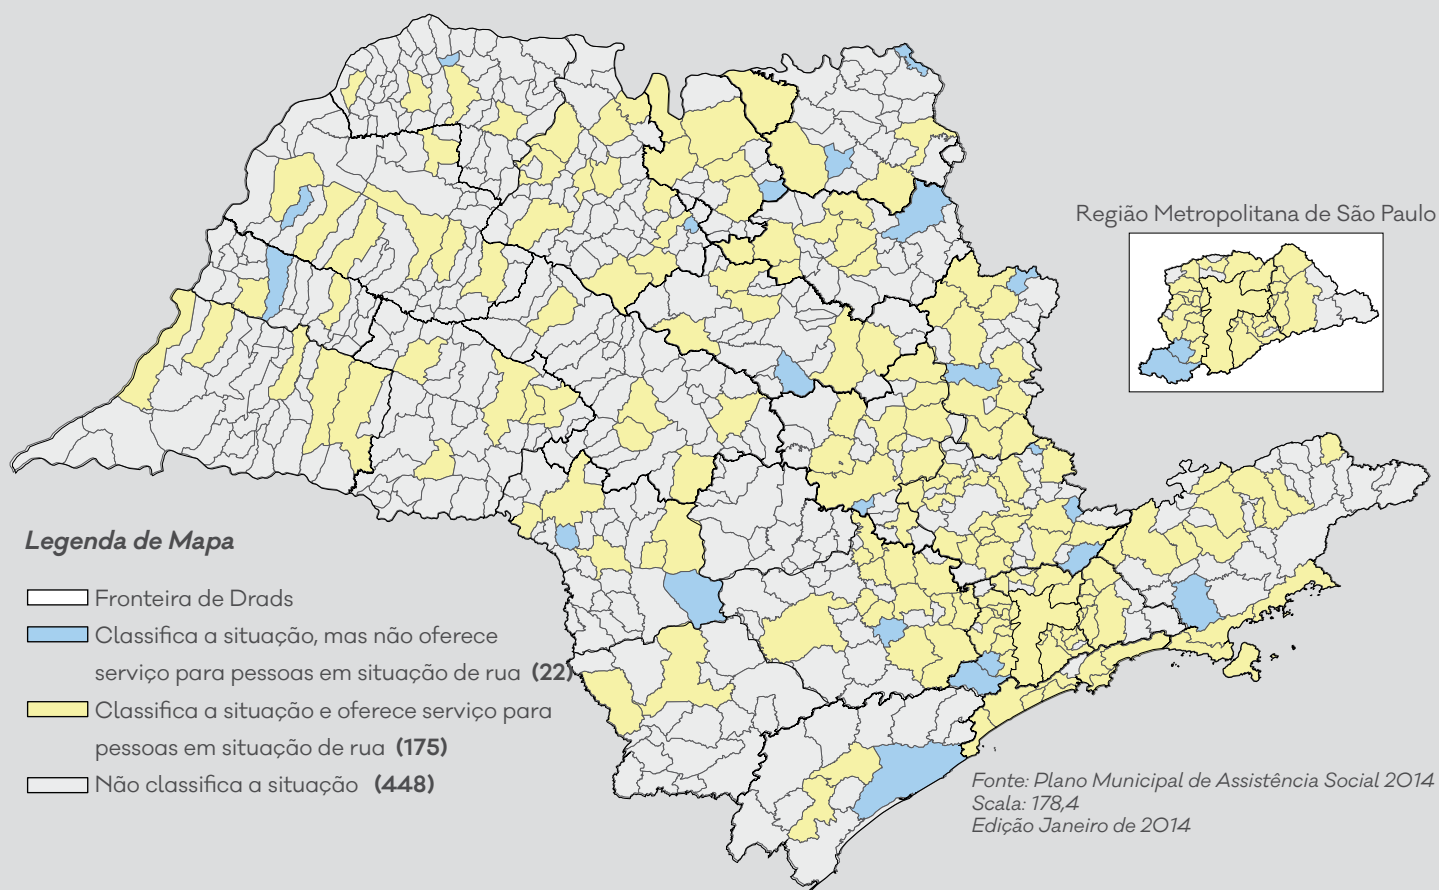 Região Metropolitana de São Paulo
Legenda de Mapa
Fronteira de Drads
Classifica a situação, mas não oferece
serviço para pessoas em situação de rua (22)
Classifica a situação e oferece serviço para
pessoas em situação de rua (175)
Não classifica a situação (448)
Fonte: Plano Municipal de Assistência Social 2014
Scala: 178,4
Edição Janeiro de 2014